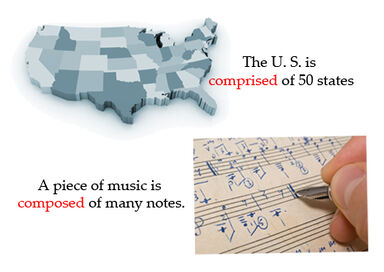 The U. S. is
comprised of 50 states
A piece of music is
composed of many notes.